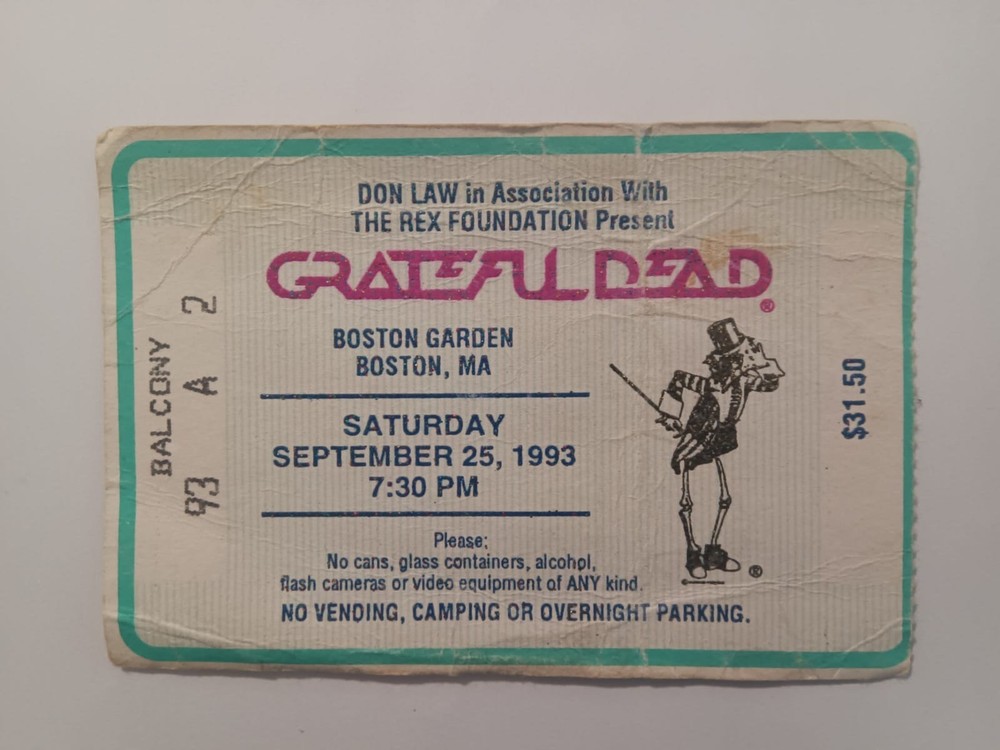 DON LAW in Association With
THE REX FOUNDATION Present
GRATEFUL DEAD®
BOSTON GARDEN
BOSTON, MA
SATURDAY
SEPTEMBER 25, 1993
7:30 PM
Please:
No cans, glass containers, alcohol,
flash cameras or video equipment of ANY kind.
NO VENDING, CAMPING OR OVERNIGHT PARKING.
BALCONY
93 A 2
$31.50
®